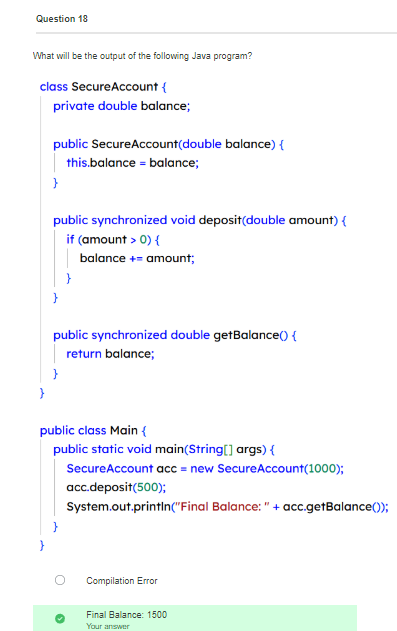 Question 18
What will be the output of the following Java program?
class SecureAccount {
private double balance;
public SecureAccount(double balance) {
this.balance = balance;
}
public synchronized void deposit(double amount) {
if (amount > 0) {
balance += amount;
}
}
public synchronized double getBalance() {
return balance;
}
}
public class Main {
public static void main(String[] args) {
SecureAccount acc = new SecureAccount(1000);
acc.deposit(500);
System.out.println("Final Balance: " + acc.getBalance());
}
}
Compilation Error
Final Balance: 1500
Your answer